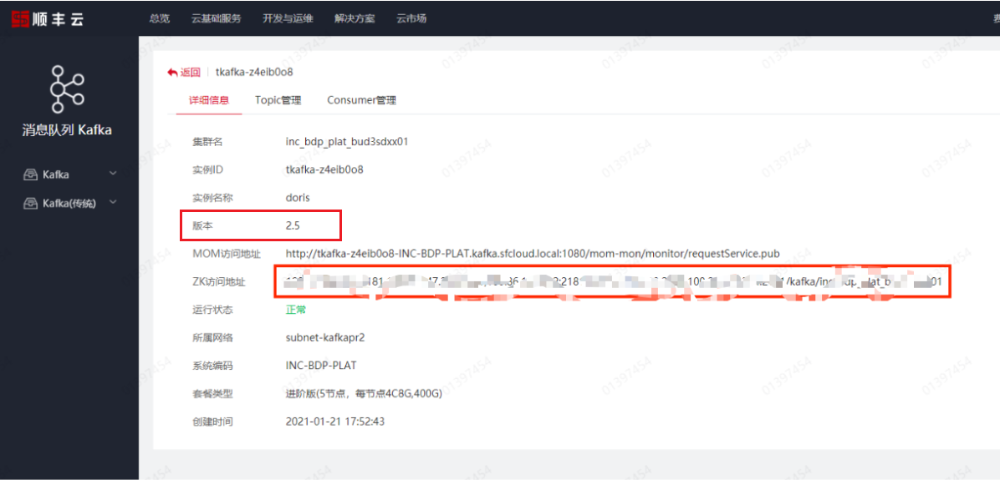 顺丰云 总览 云基础服务 开发与运维 解决方案 云市场
消息队列 Kafka
Kafka
Kafka(传统)
返回 tkafka-z4eib0o8
详细信息 Topic管理 Consumer管理
集群名 inc_bdp_plat_bud3sdxx01
实例ID tkafka-z4eib0o8
实例名称 doris
版本 2.5
MOM访问地址 http://tkafka-z4eib0o8-INC-BDP-PLAT.kafka.sfcloud.local:1080/mom-mon/monitor/requestService.pub
ZK访问地址
运行状态 正常
所属网络 subnet-kafkapr2
系统编码 INC-BDP-PLAT
套餐类型 进阶版(5节点，每节点4C8G,400G)
创建时间 2021-01-21 17:52:43
01397454